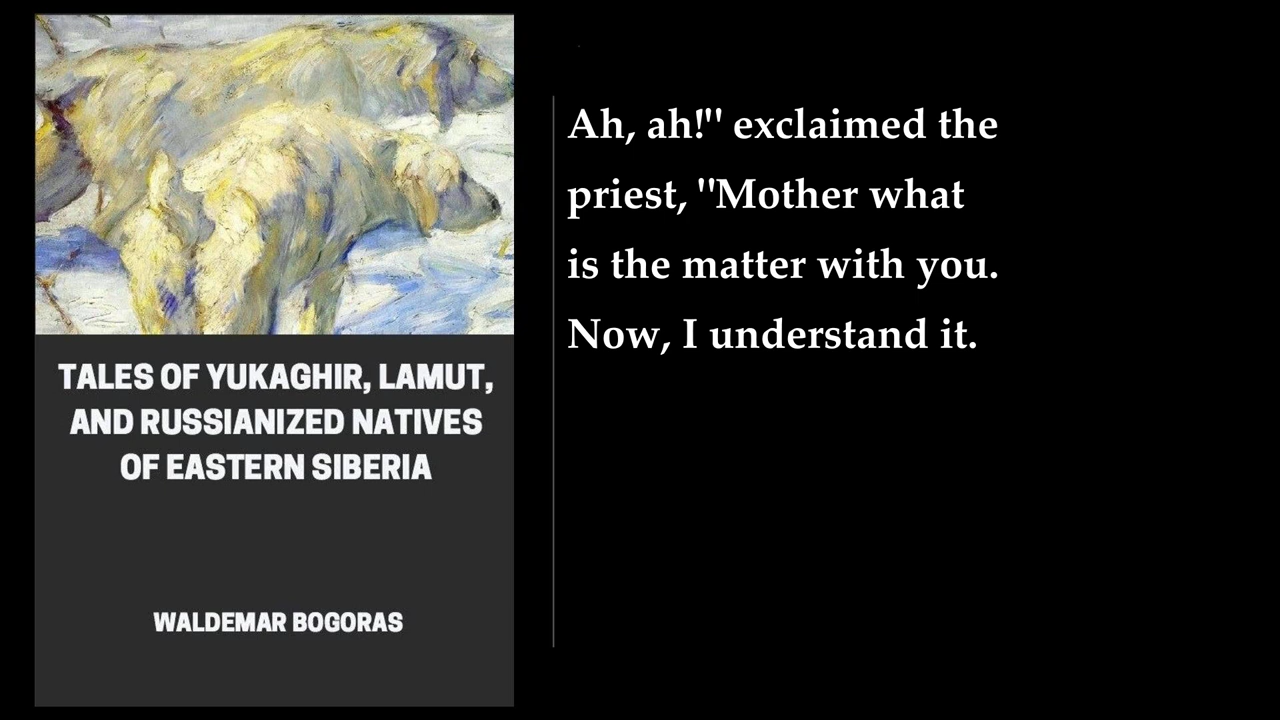 TALES OF YUKAGHIR, LAMUT,
AND RUSSIANIZED NATIVES
OF EASTERN SIBERIA
WALDEMAR BOGORAS
Ah, ah!" exclaimed the
priest, "Mother what
is the matter with you.
Now, I understand it.